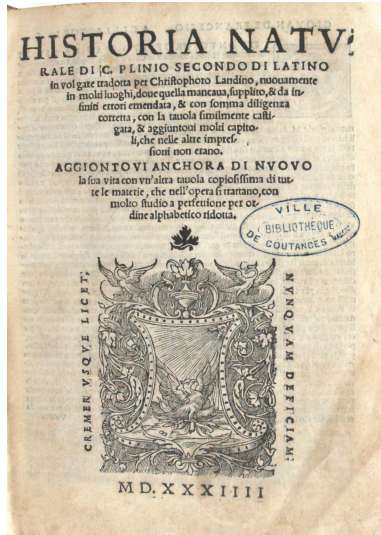 HISTORIA NATV:
RALE DI C. PLINIO SECONDO DI LATINO
in volgare tradotta per Christophoro Landino, nuouamente
in molti luoghi, doue quella mancaua, supplito, & da in-
finiti errori emendata, & con somma diligenza
corretta, con la tauola similmente casti-
gata, & aggiuntoui molti capito-
li, che nelle altre impres-
sioni non erano.
AGGIONTOVI ANCHORA DI NVOVO
la sua vita con vn'altra tauola copiosissima di tut-
te le materie, che nell'opera si trattano, con
molto studio a perfettione per or-
dine alphabetico ridotta,
VILLE
BIBLIOTHEQUE
DE COUTANCES
CREMER VSQVE LICET;
NVNQVAM DEFICIAM:
MD.XXXIIII